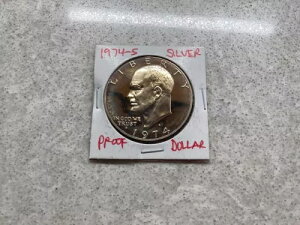 1974-S SILVER
LIBERTY
IN GOD WE
TRUST
1974
PROOF DOLLAR